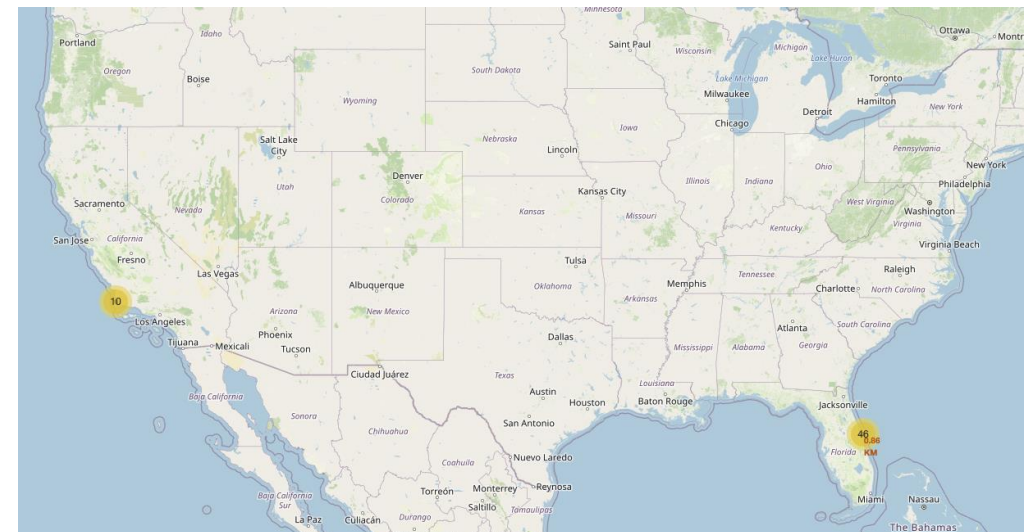 Minnesota
Ottawa
Montr
Portland
Idaho
Saint Paul
Wisconsin
Michigan
Oregon
Lake Huron
Boise
South Dakota
Lake Michigan
Toronto
Milwaukee
Hamilton
Wyoming
Detroit
New York
Chicago
Salt Lake
City
Nebraska
Iowa
Lincoln
Pennsylvania
New York
Ohio
Denver
Utah
Illinois
Indiana
Philadelphia
Kansas City
Colorado
Sacramento
Nevada
Kansas
Missouri
West Virginia
Washington
Virginia
Kentucky
San Jose
California
Virginia Beach
Fresno
Tulsa
Las Vegas
Raleigh
Tennessee
Albuquerque
Oklahoma
Memphis
Charlotte
North Carolina
10
Arkansas
Arizona
New Mexico
Los Angeles
Atlanta
South Carolina
Phoenix
Dallas
Tijuana
Mexicali
Tucson
Mississippi
Alabama
Georgia
Ciudad Juárez
Texas
Louisiana
Austin
Baja California
Houston
Baton Rouge
Jacksonville
Sonora
San Antonio
Chihuahua
46
0.86
KM
Florida
Nuevo Laredo
Coahuila
Reynosa
Torreón
Monterrey
Baja California
Sur
Saltillo
Tamaulipas
Miami
Nassau
La Paz
Culiacán
Durango
The Bahamas